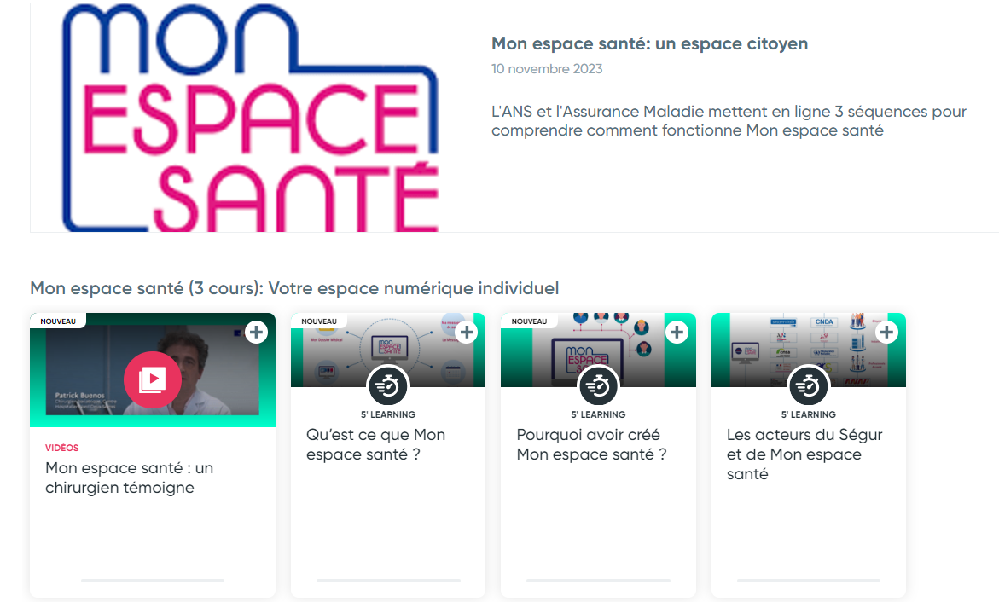 mon
ESPACE
SANTÉ
Mon espace santé: un espace citoyen
10 novembre 2023
L'ANS et l'Assurance Maladie mettent en ligne 3 séquences pour
comprendre comment fonctionne Mon espace santé
Mon espace santé (3 cours): Votre espace numérique individuel
NOUVEAU
Patrick Buenos
VIDÉOS
Mon espace santé : un
chirurgien témoigne
NOUVEAU
Mon Dossier Médical
mon
ESPACE
SANTÉ
5' LEARNING
Qu’est ce que Mon
espace santé ?
NOUVEAU
mon
ESPACE
SANTÉ
5' LEARNING
Pourquoi avoir créé
Mon espace santé ?
CNDA
5' LEARNING
Les acteurs du Ségur
et de Mon espace
santé